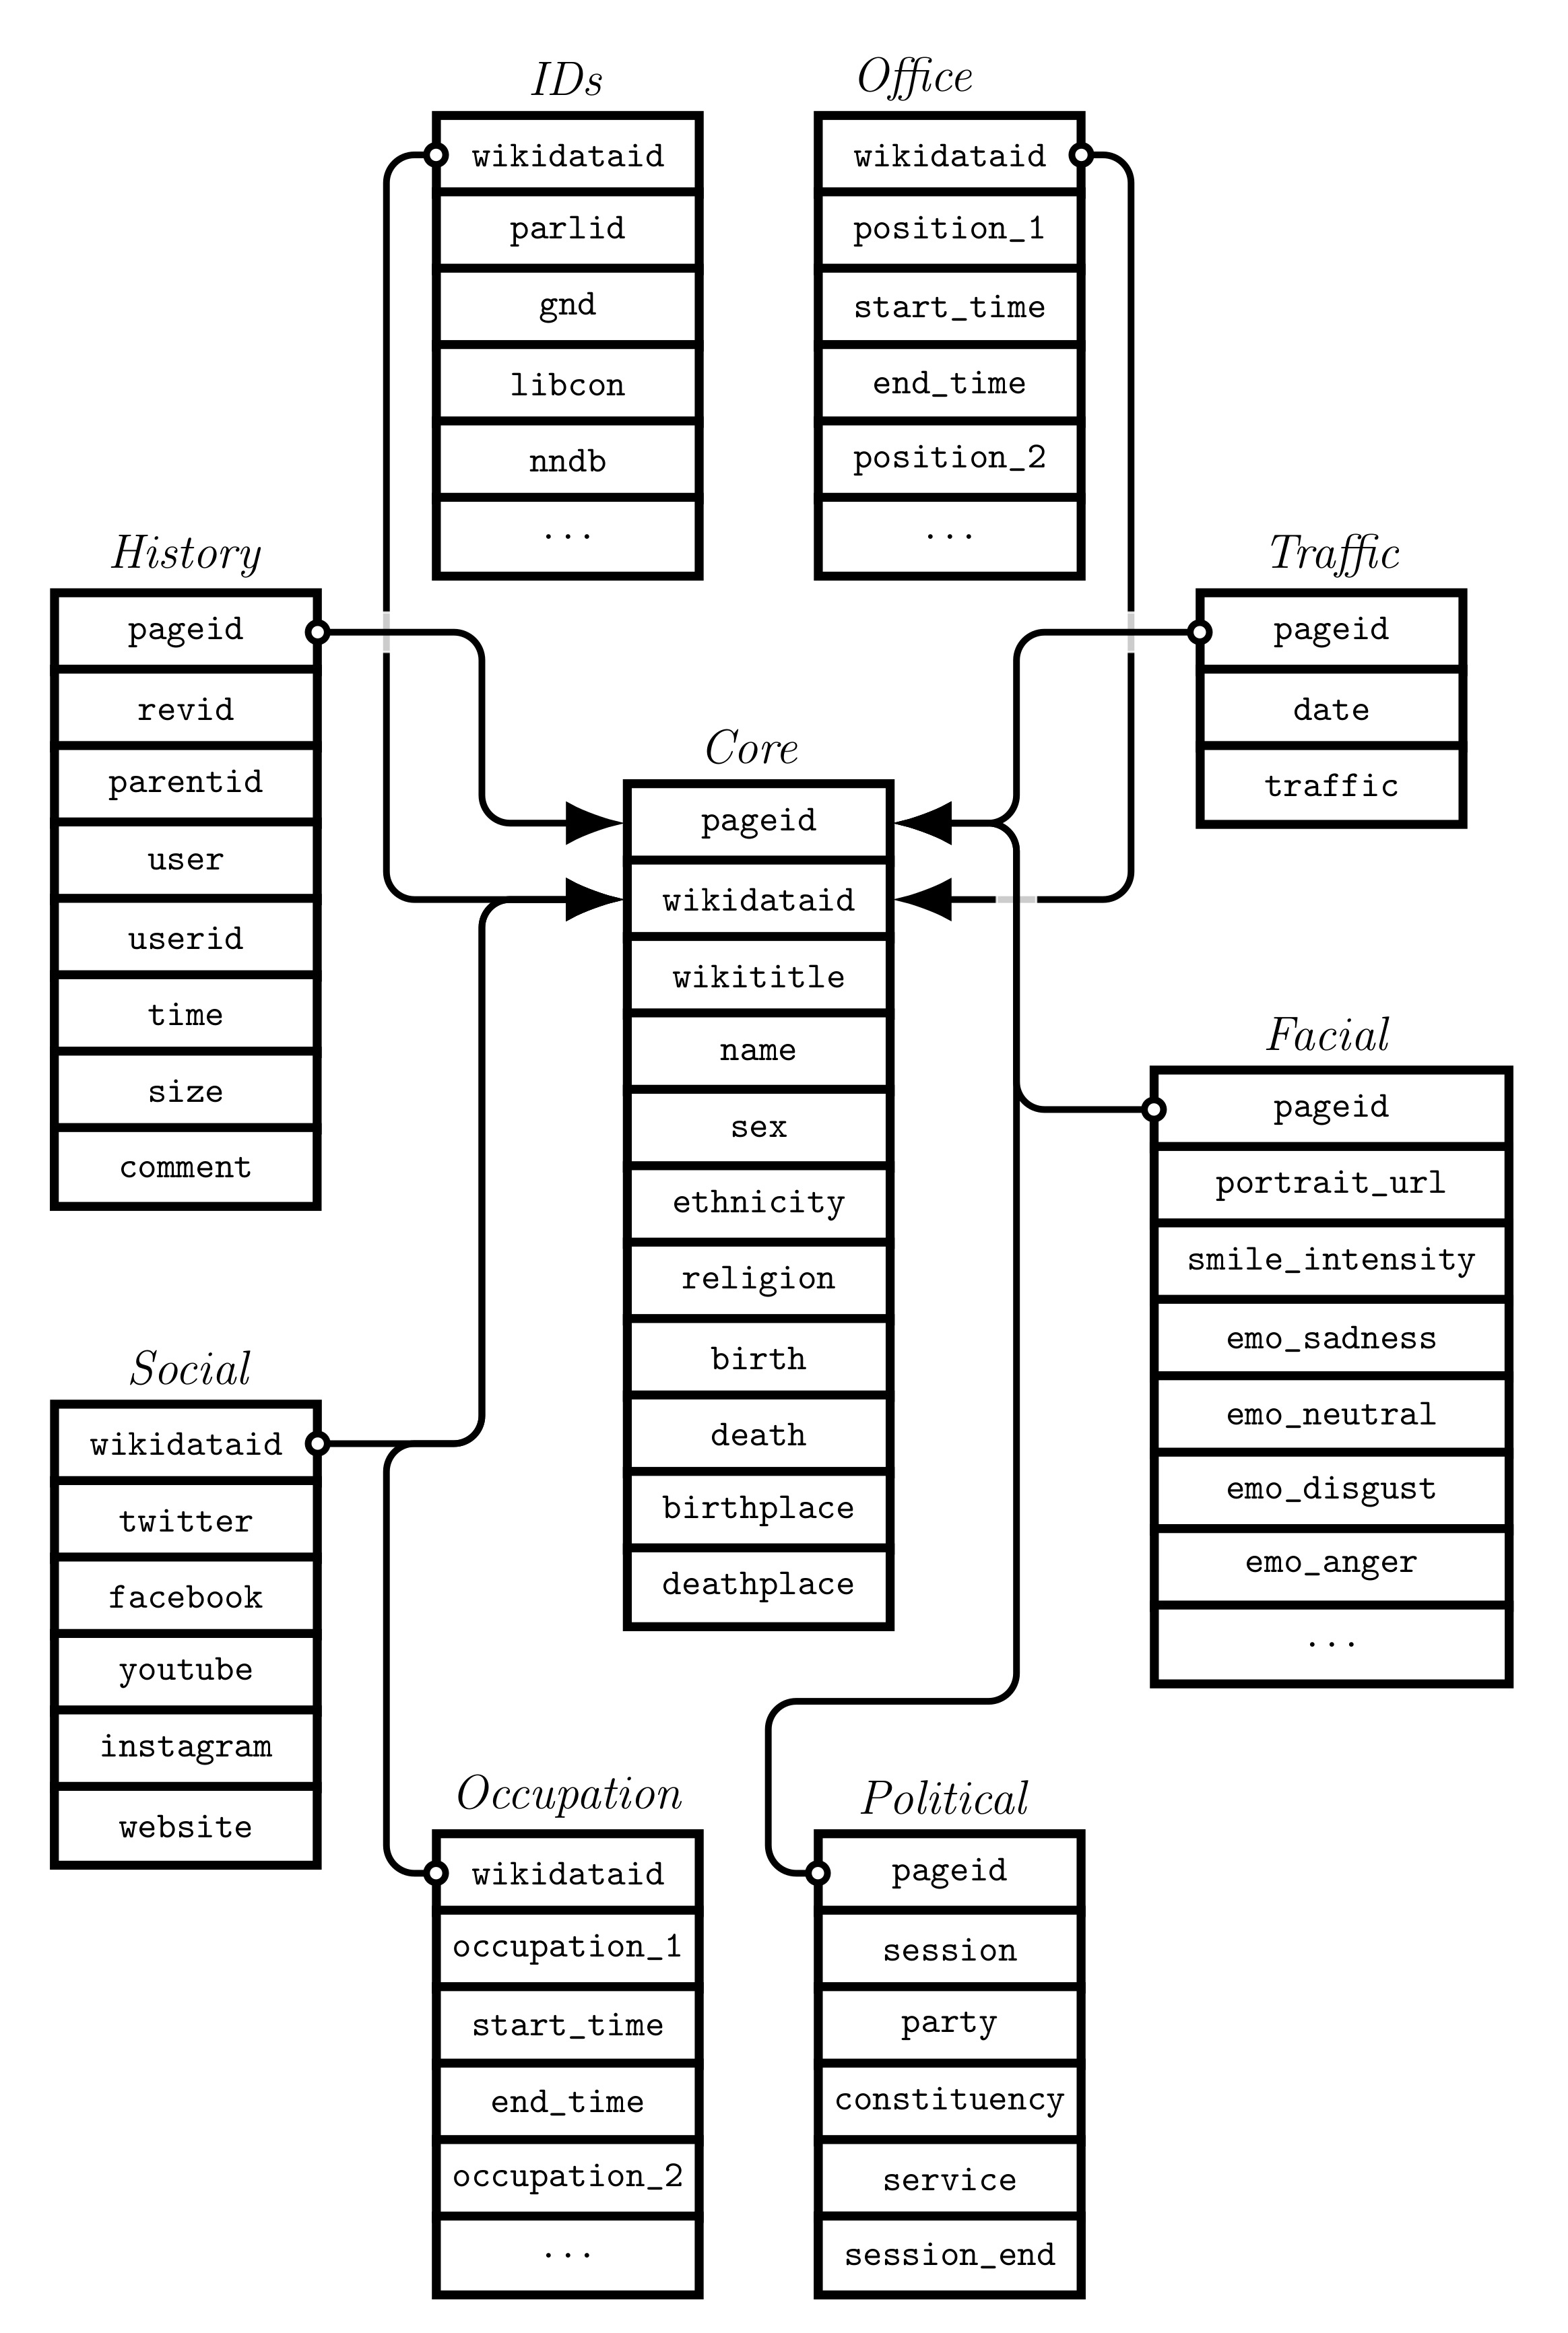 IDs
wikidataid
parlid
gnd
libcon
nndb
...
Office
wikidataid
position_1
start_time
end_time
position_2
...
History
pageid
revid
parentid
user
userid
time
size
comment
Traffic
pageid
date
traffic
Core
pageid
wikidataid
wikititle
name
sex
ethnicity
religion
birth
death
birthplace
deathplace
Facial
pageid
portrait_url
smile_intensity
emo_sadness
emo_neutral
emo_disgust
emo_anger
...
Social
wikidataid
twitter
facebook
youtube
instagram
website
Occupation
wikidataid
occupation_1
start_time
end_time
occupation_2
...
Political
pageid
session
party
constituency
service
session_end